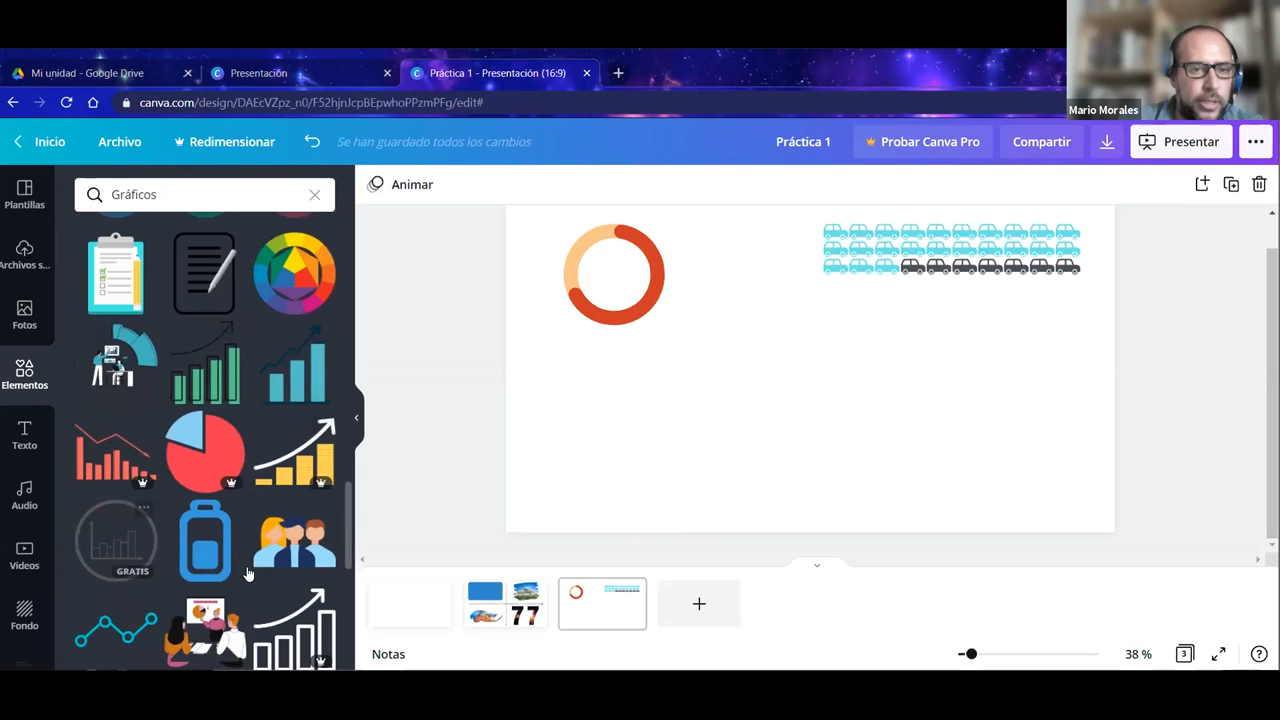 Mi unidad - Google Drive
Presentación
Práctica 1 - Presentación (16:9)
Mario Morales
canva.com/design/DAEcVZpz_n0/F52hjnJcpBEpwhoPPzmPFg/edit#
Inicio
Archivo
Redimensionar
Se han guardado todos los cambios
Práctica 1
Probar Canva Pro
Compartir
Presentar
Plantillas
Archivos s...
Fotos
Elementos
Texto
Audio
Vídeos
Fondo
Gráficos
GRATIS
Animar
77
Notas
38 %
3